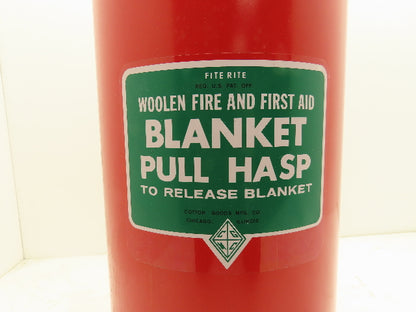 FITE RITE
REG. U.S. PAT. OFF.
WOOLEN FIRE AND FIRST AID
BLANKET
PULL HASP
TO RELEASE BLANKET
COTTON GOODS MFG. CO.
CHICAGO, ILLINOIS